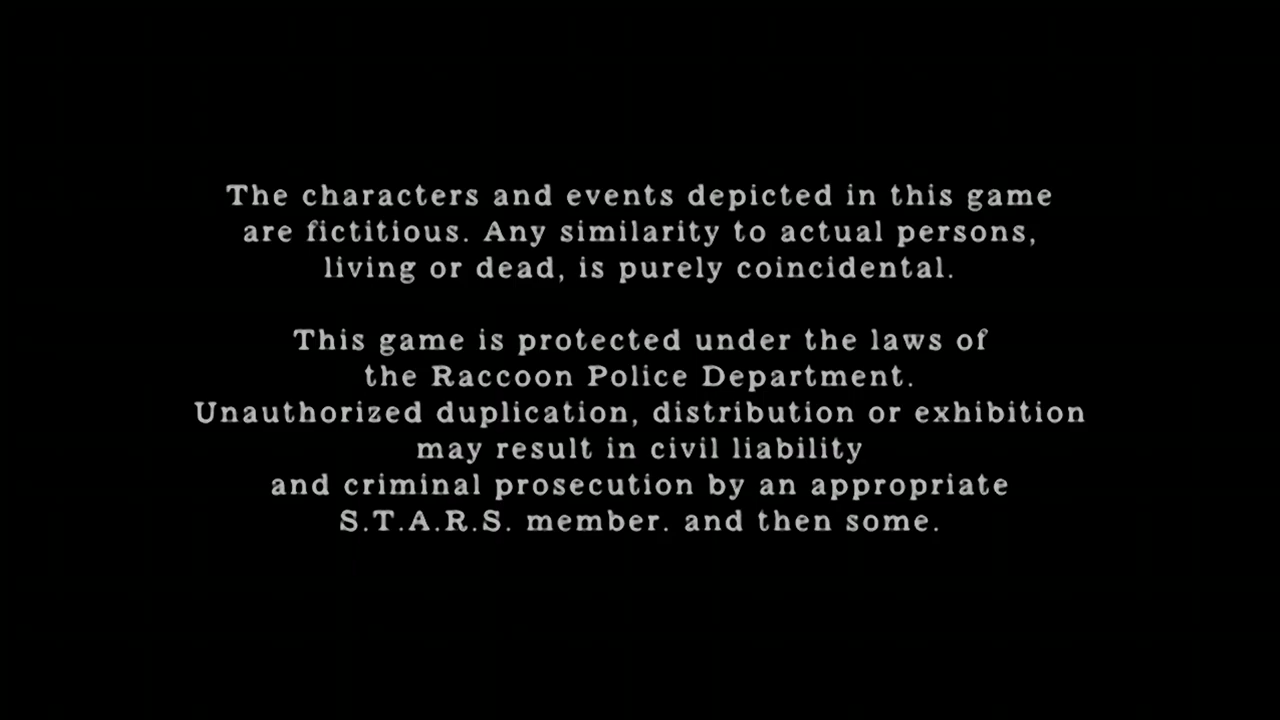 The characters and events depicted in this game
are fictitious. Any similarity to actual persons,
living or dead, is purely coincidental.
This game is protected under the laws of
the Raccoon Police Department.
Unauthorized duplication, distribution or exhibition
may result in civil liability
and criminal prosecution by an appropriate
S.T.A.R.S. member. and then some.